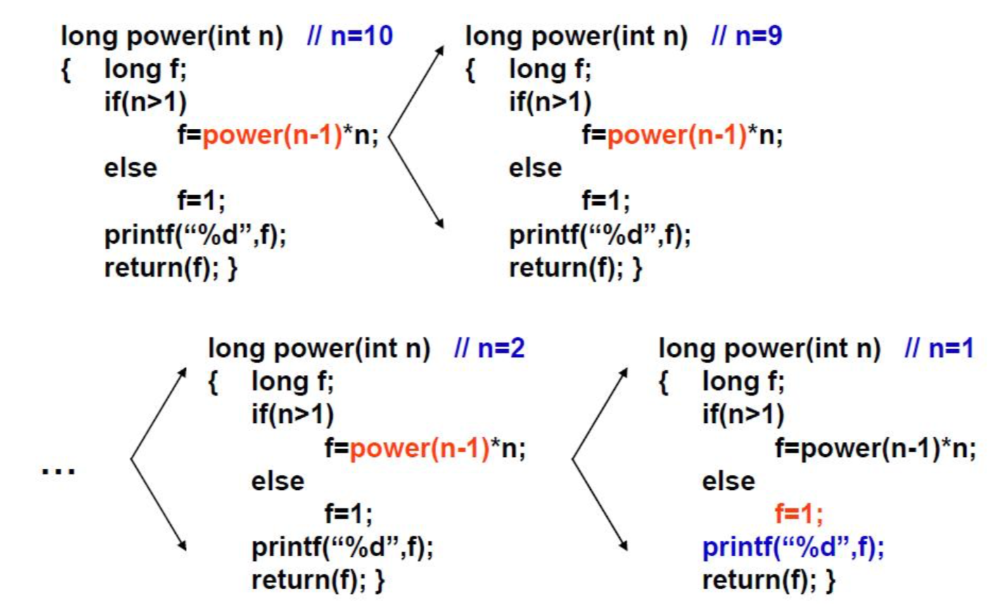 long power(int n) // n=10
{ long f;
if(n>1)
f=power(n-1)*n;
else
f=1;
printf(“%d”,f);
return(f); }
long power(int n) // n=9
{ long f;
if(n>1)
f=power(n-1)*n;
else
f=1;
printf(“%d”,f);
return(f); }
...
long power(int n) // n=2
{ long f;
if(n>1)
f=power(n-1)*n;
else
f=1;
printf(“%d”,f);
return(f); }
long power(int n) // n=1
{ long f;
if(n>1)
f=power(n-1)*n;
else
f=1;
printf(“%d”,f);
return(f); }